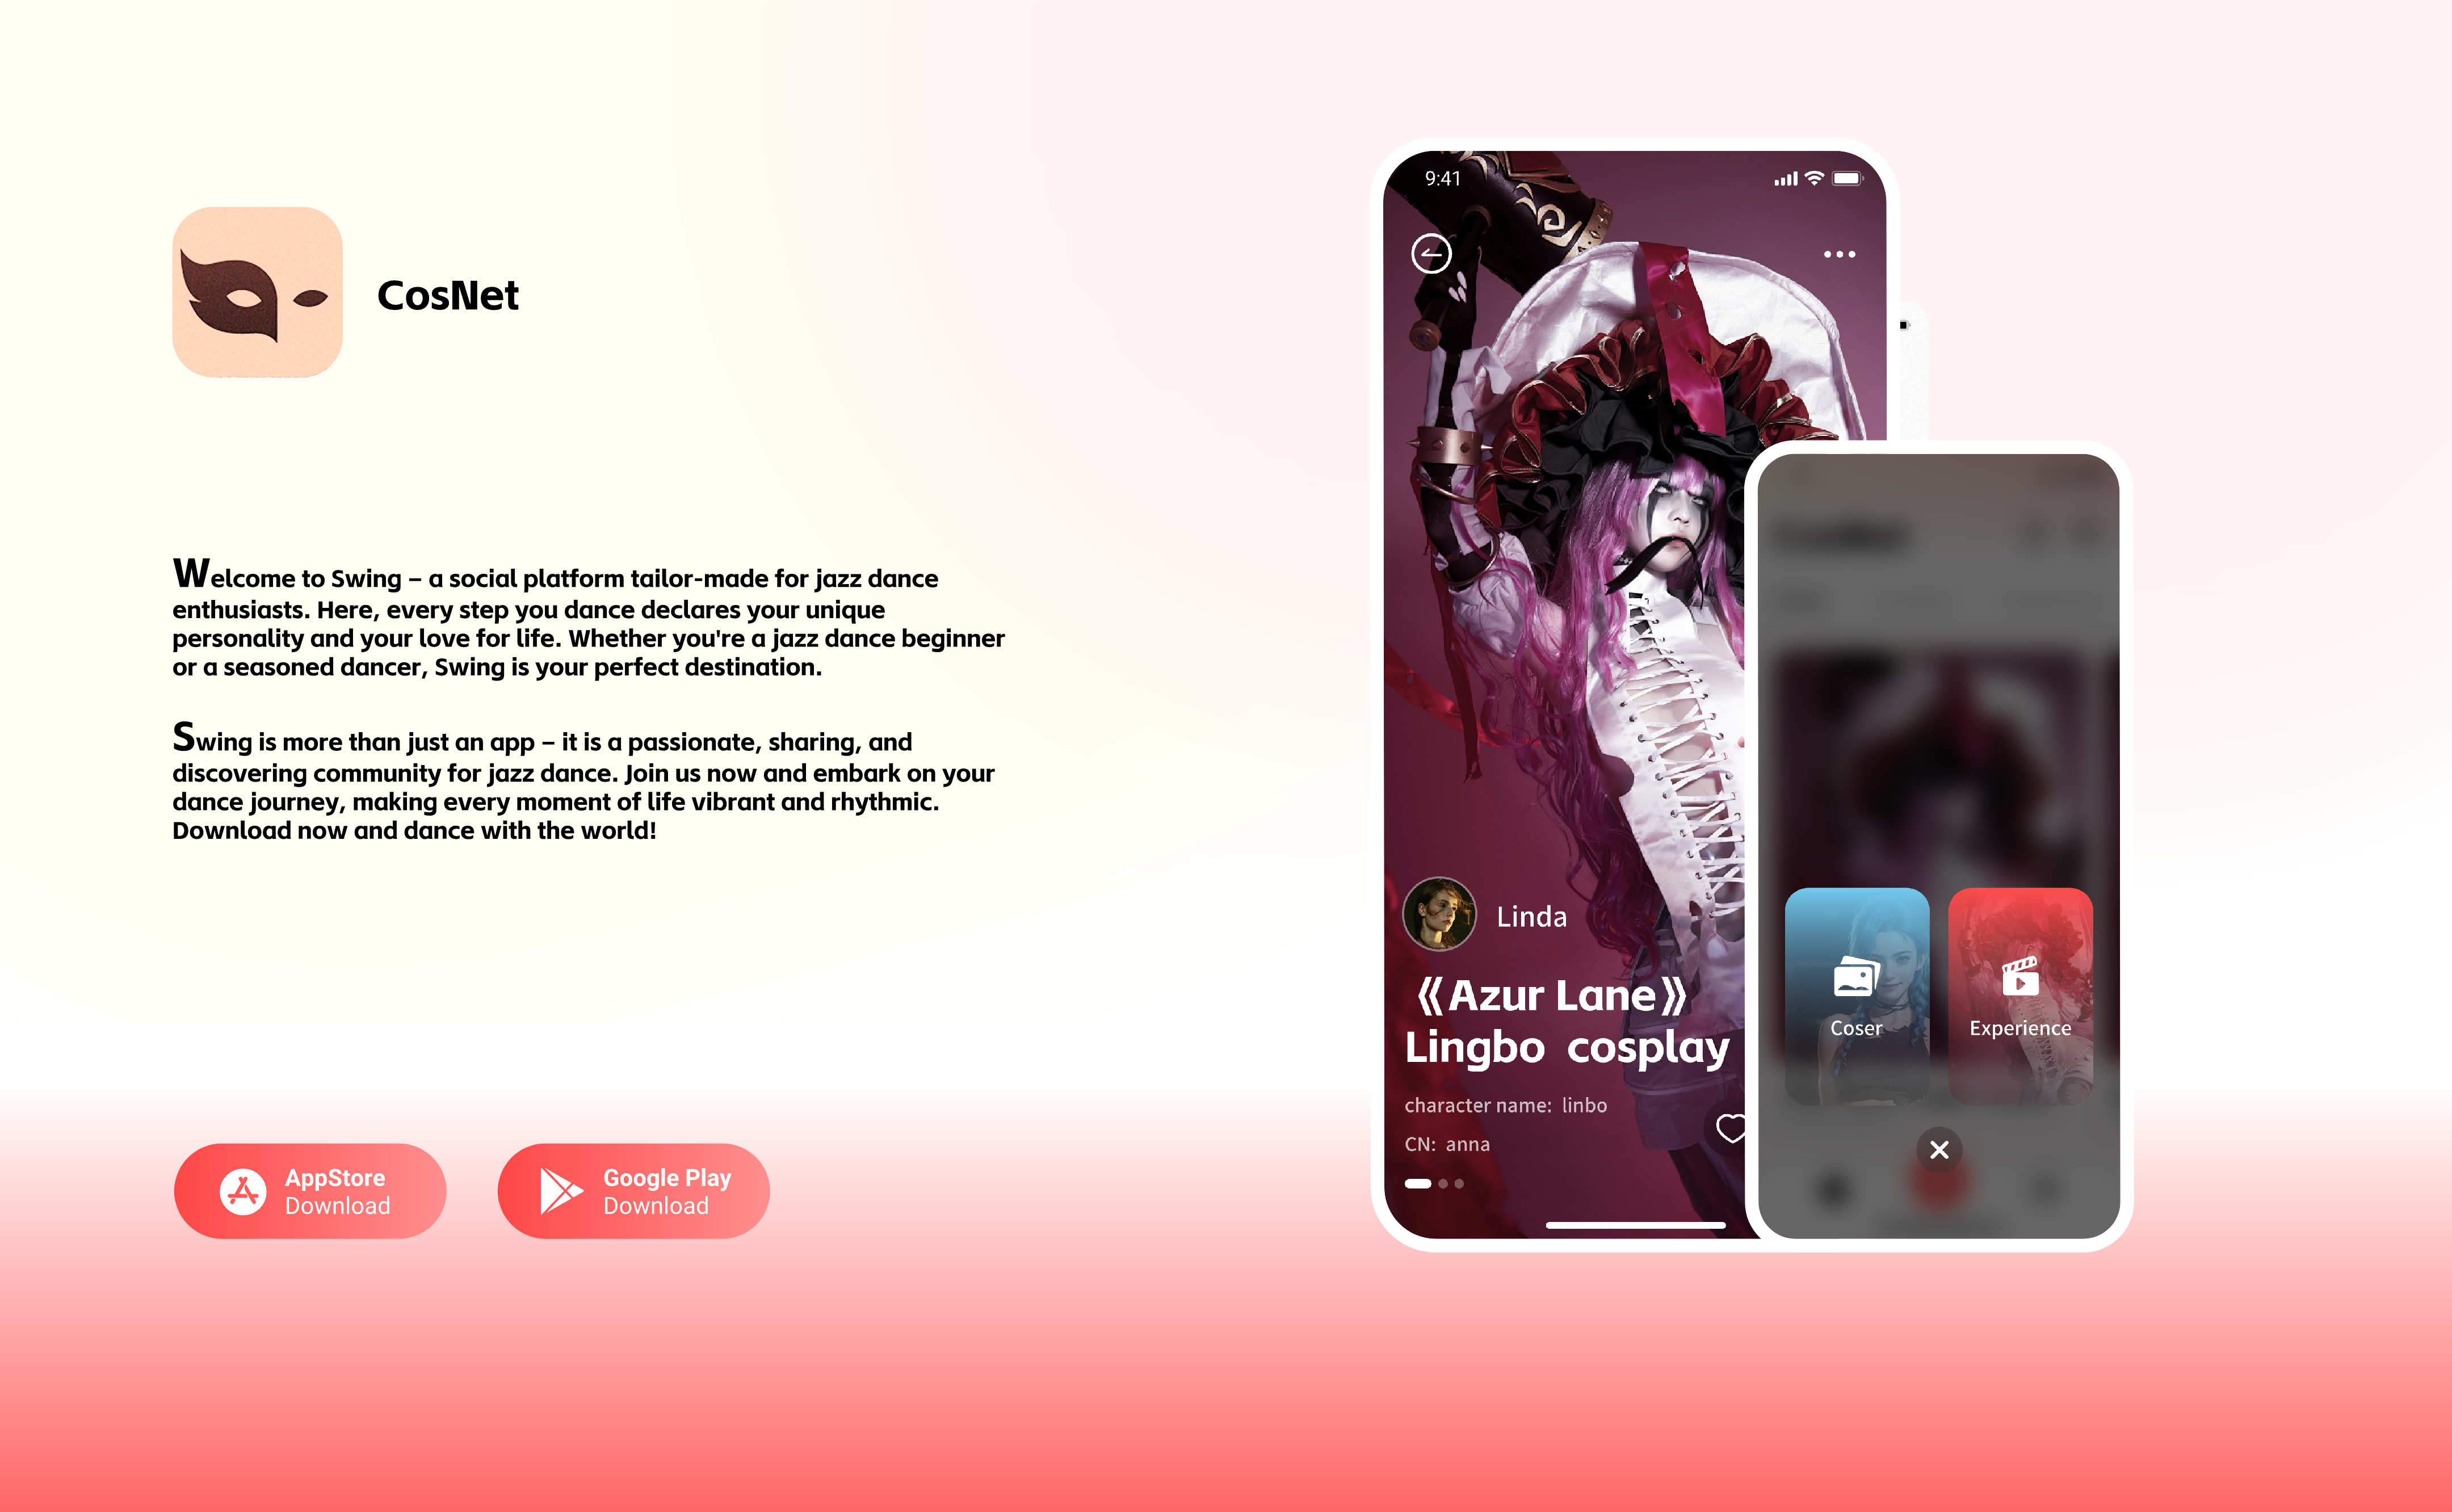 CosNet
Welcome to Swing – a social platform tailor-made for jazz dance
enthusiasts. Here, every step you dance declares your unique
personality and your love for life. Whether you're a jazz dance beginner
or a seasoned dancer, Swing is your perfect destination.
Swing is more than just an app – it is a passionate, sharing, and
discovering community for jazz dance. Join us now and embark on your
dance journey, making every moment of life vibrant and rhythmic.
Download now and dance with the world!
AppStore
Download
Google Play
Download
9:41
Linda
《Azur Lane》
Lingbo cosplay
character name: linbo
CN: anna
Coser
Experience